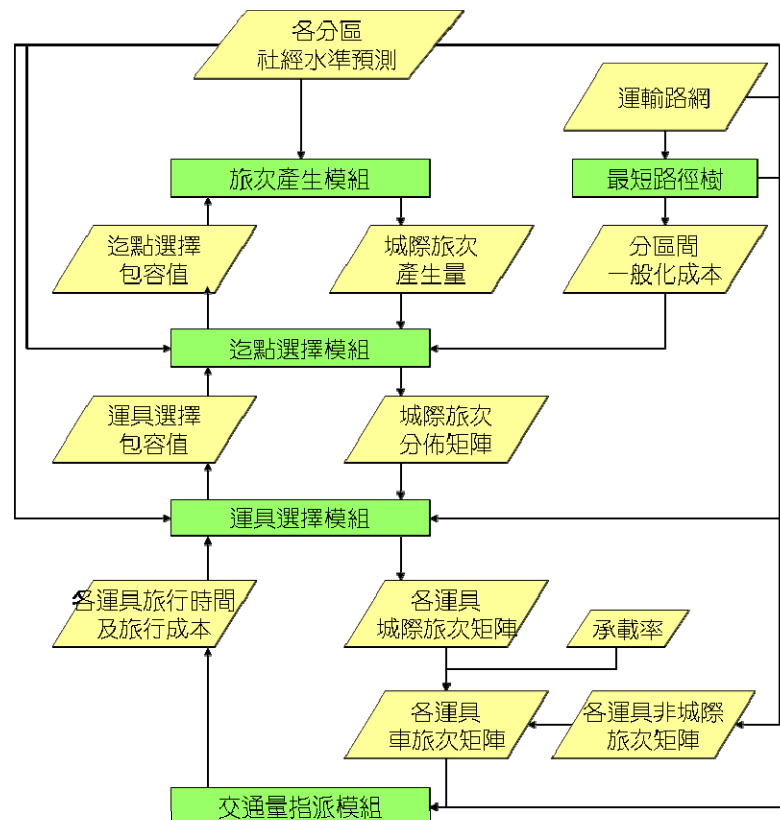 各分區
社經水準預測
運輸路網
旅次產生模組
最短路徑樹
迄點選擇
包容值
城際旅次
產生量
分區間
一般化成本
迄點選擇模組
運具選擇
包容值
城際旅次
分佈矩陣
運具選擇模組
各運具旅行時間
及旅行成本
各運具
城際旅次矩陣
承載率
各運具
車旅次矩陣
各運具非城際
旅次矩陣
交通量指派模組